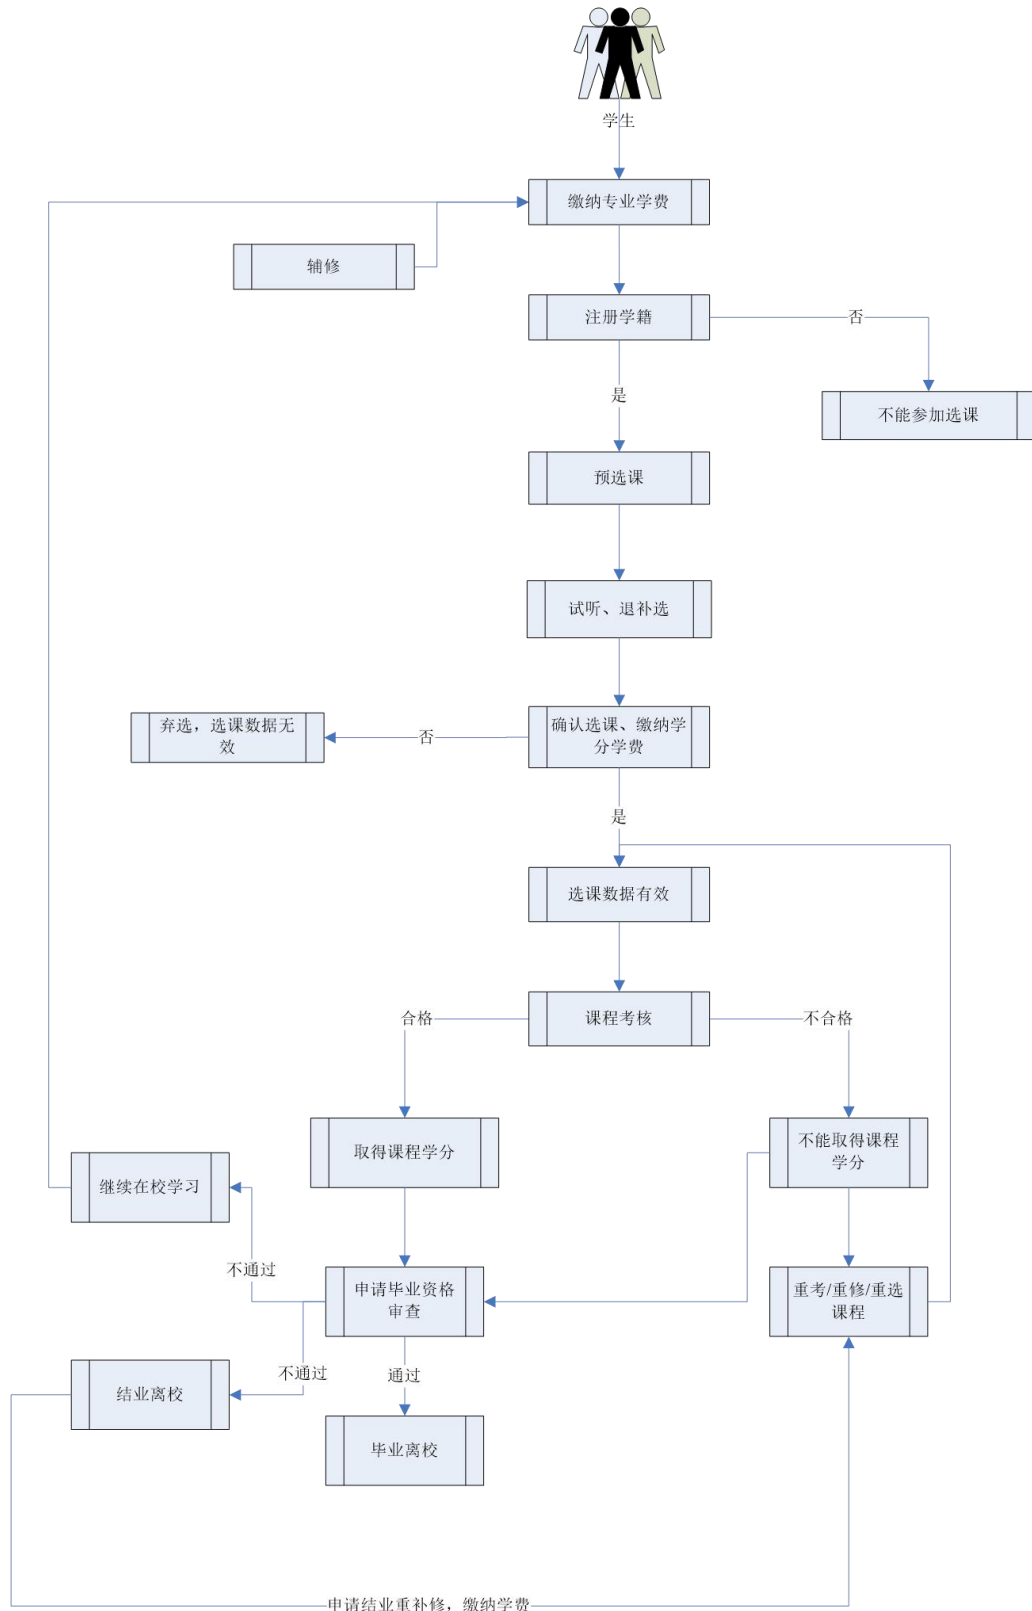 学生
缴纳专业学费
辅修
注册学籍
否
不能参加选课
是
预选课
试听、退补选
确认选课、缴纳学
分学费
否
弃选，选课数据无
效
是
选课数据有效
课程考核
合格
不合格
取得课程学分
不能取得课程
学分
继续在校学习
不通过
申请毕业资格
审查
重考/重修/重选
课程
不通过
通过
结业离校
毕业离校
申请结业重补修，缴纳学费